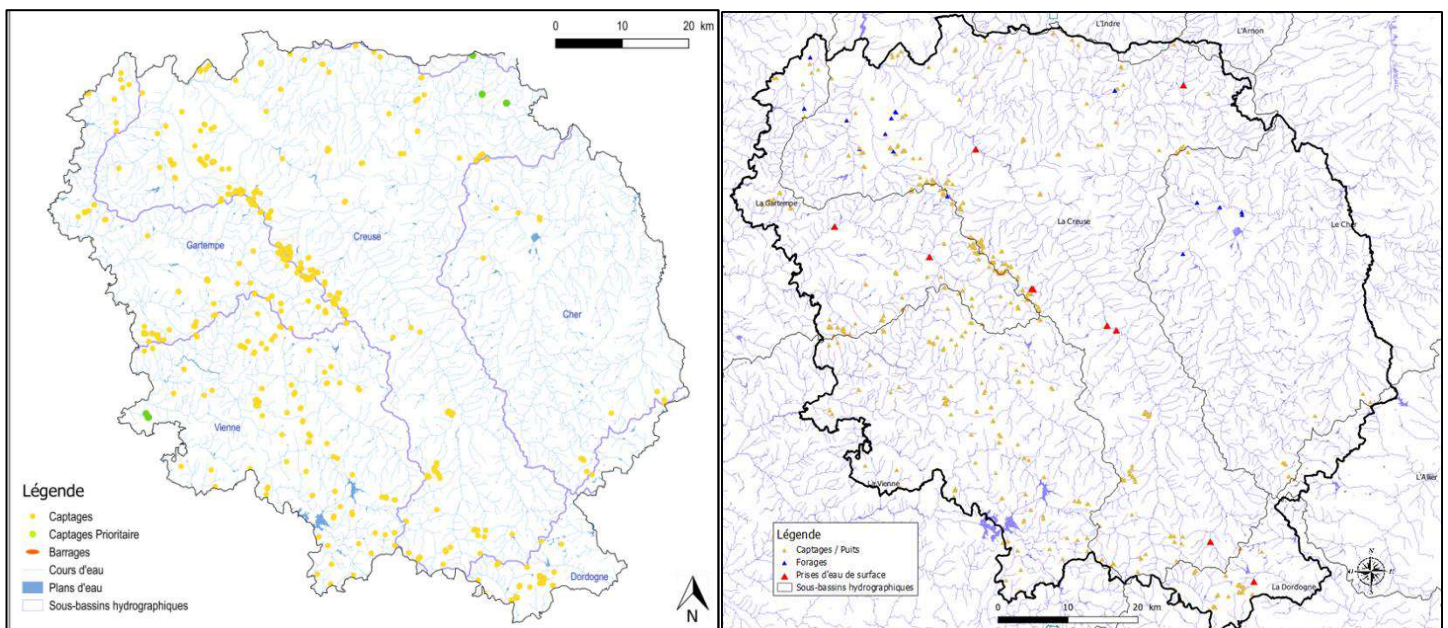 0 10 20 km
Gartempe
Creuse
Cher
Vienne
Dordogne
Légende
Captages
Captages Prioritaire
Barrages
Cours d'eau
Plans d'eau
Sous-bassins hydrographiques
N
L'Indre
L'Arnon
La Gartempe
La Creuse
Le Cher
La Vienne
L'Allier
La Dordogne
Légende
Captages / Puits
Forages
Prises d'eau de surface
Sous-bassins hydrographiques
0 10 20 km
N